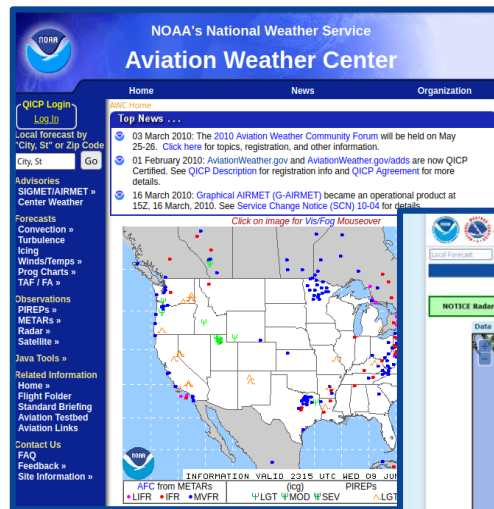 NOAA
NOAA's National Weather Service
Aviation Weather Center
Home News Organization
QICP Login
Log In
Local forecast by
"City, St" or Zip Code
City, St Go
Advisories
SIGMET/AIRMET »
Center Weather
Forecasts
Convection »
Turbulence
Icing
Winds/Temps »
Prog Charts »
TAF / FA »
Observations
PIREPs »
METARs »
Radar »
Satellite »
Java Tools »
Related Information
Home »
Flight Folder
Standard Briefing
Aviation Testbed
Aviation Links
Contact Us
FAQ
Feedback »
Site Information »
AWC Home
Top News . . .
03 March 2010: The 2010 Aviation Weather Community Forum will be held on May
25-26. Click here for topics, registration, and other information.
01 February 2010: AviationWeather.gov and AviationWeather.gov/adds are now QICP
Certified. See QICP Description for registration info and QICP Agreement for more
details.
16 March 2010: Graphical AIRMET (G-AIRMET) became an operational product at
15Z, 16 March, 2010. See Service Change Notice (SCN) 10-04 for details.
Click on image for Vis/Fog Mouseover
NOAA
INFORMATION VALID 2315 UTC WED 09 JUN
AFC from METARs (icg) PIREPs
LIFR IFR MVFR LGT MOD SEV LGT
Local Forecast
NOTICE Radar
Data
+
−